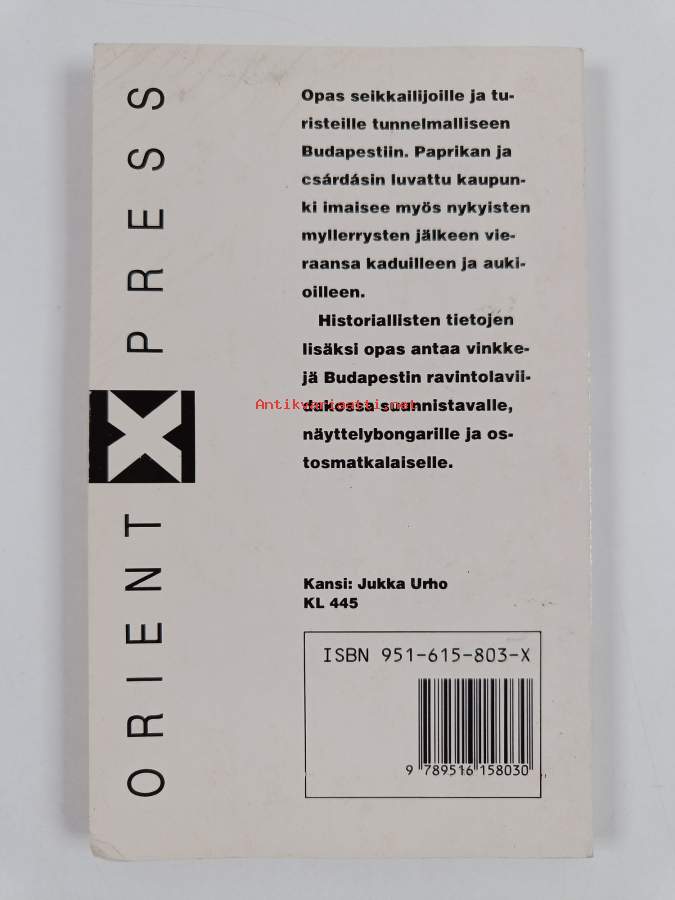 ORIENT X PRESS
Opas seikkailijoille ja tu-
risteille tunnelmalliseen
Budapestiin. Paprikan ja
csárdásin luvattu kaupun-
ki imaisee myös nykyisten
myllerrysten jälkeen vie-
raansa kaduilleen ja auki-
oilleen.
Historiallisten tietojen
lisäksi opas antaa vinkke-
jä Budapestin ravintolavii-
Antikvariaatti.net
dakossa suunnistavalle,
näyttelybongarille ja os-
tosmatkalaiselle.
Kansi: Jukka Urho
KL 445
ISBN 951-615-803-X
9 789516 158030